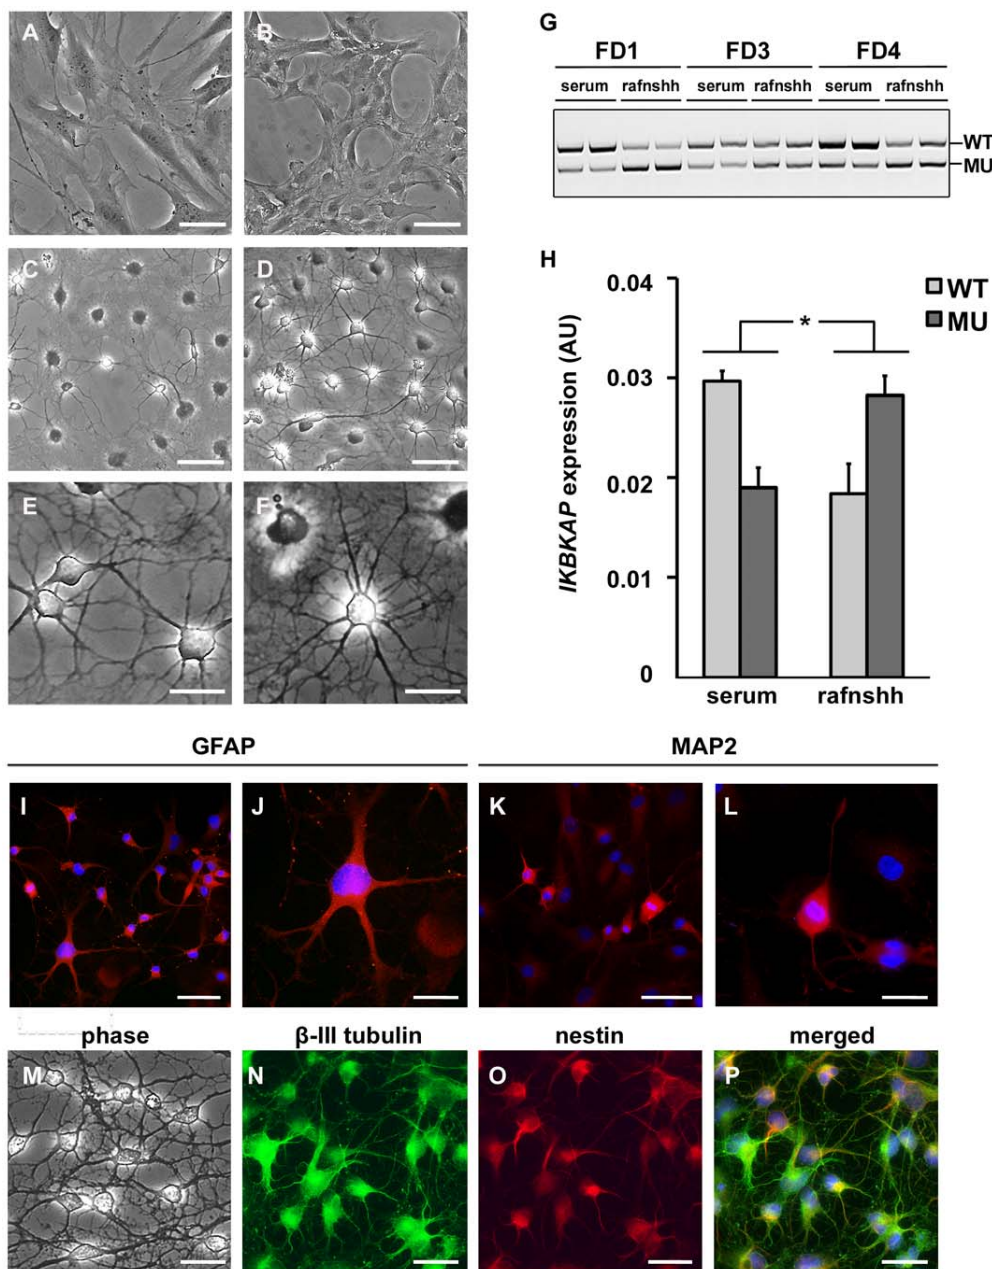 A
B
C
D
E
F
G
FD1 FD3 FD4
serum rafnshh serum rafnshh serum rafnshh
WT
MU
H
IKBKAP expression (AU)
0.04
0.03
0.02
0.01
0
*
WT
MU
serum rafnshh
GFAP MAP2
I
J
K
L
phase β-III tubulin nestin merged
M
N
O
P